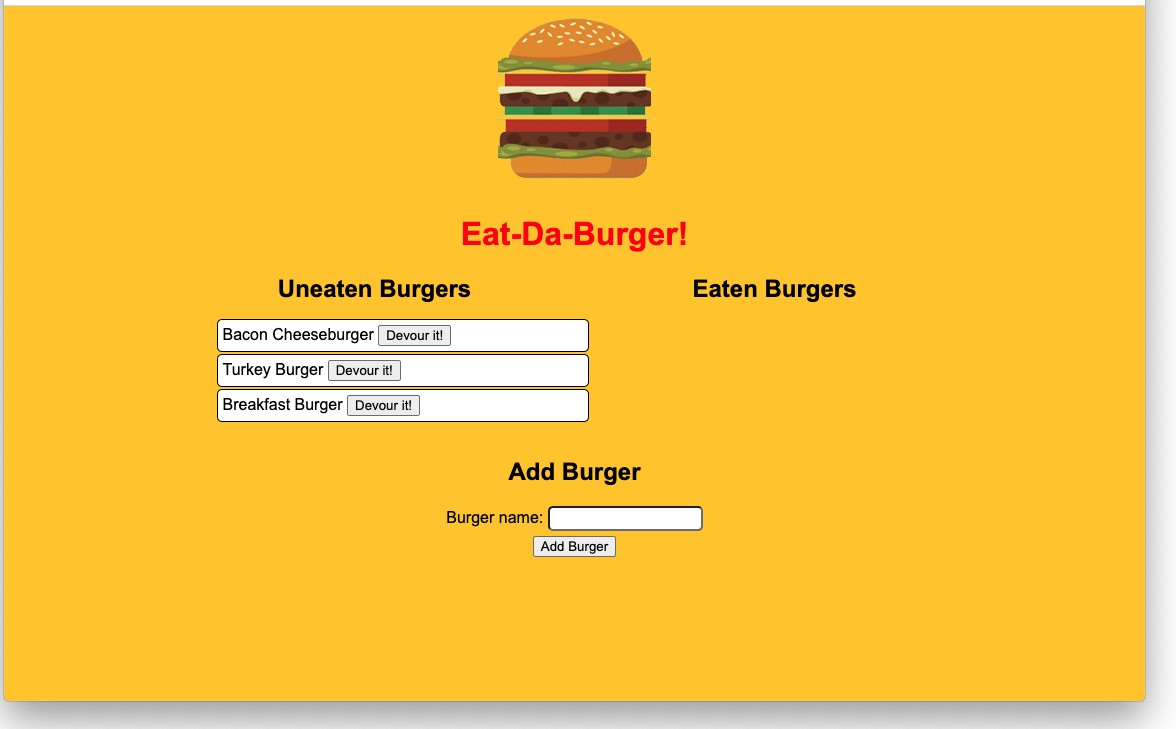 Eat-Da-Burger!
Uneaten Burgers
Bacon Cheeseburger Devour it!
Turkey Burger Devour it!
Breakfast Burger Devour it!
Eaten Burgers
Add Burger
Burger name:
Add Burger